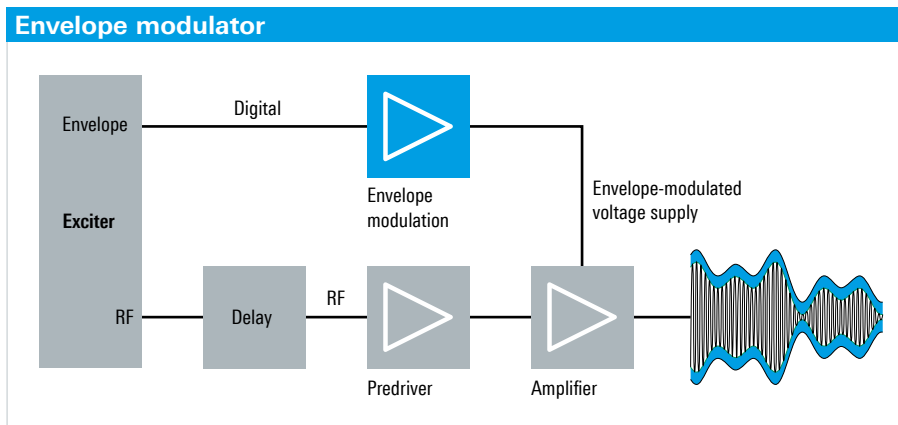 Envelope modulator
Envelope
Digital
Envelope
modulation
Envelope-modulated
voltage supply
Exciter
RF
Delay
RF
Predriver
Amplifier